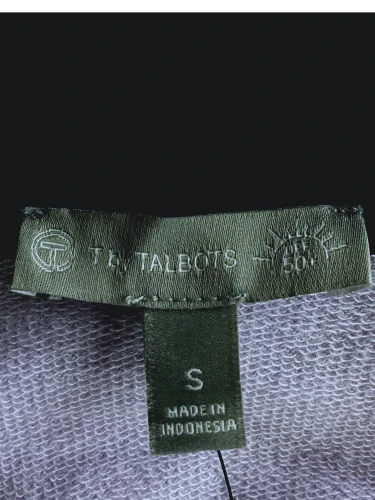 T by TALBOTS
UPF
50+
S
MADE IN
INDONESIA